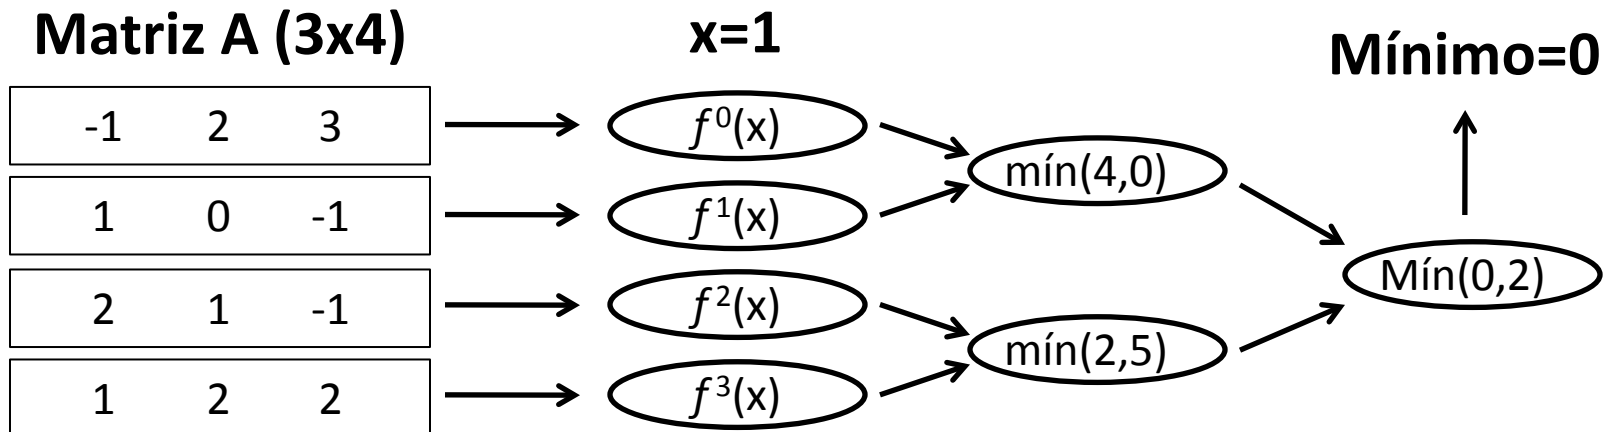 Matriz A (3x4)
x=1
Mínimo=0
-1 2 3
f⁰(x)
mín(4,0)
1 0 -1
f¹(x)
Mín(0,2)
2 1 -1
f²(x)
mín(2,5)
1 2 2
f³(x)